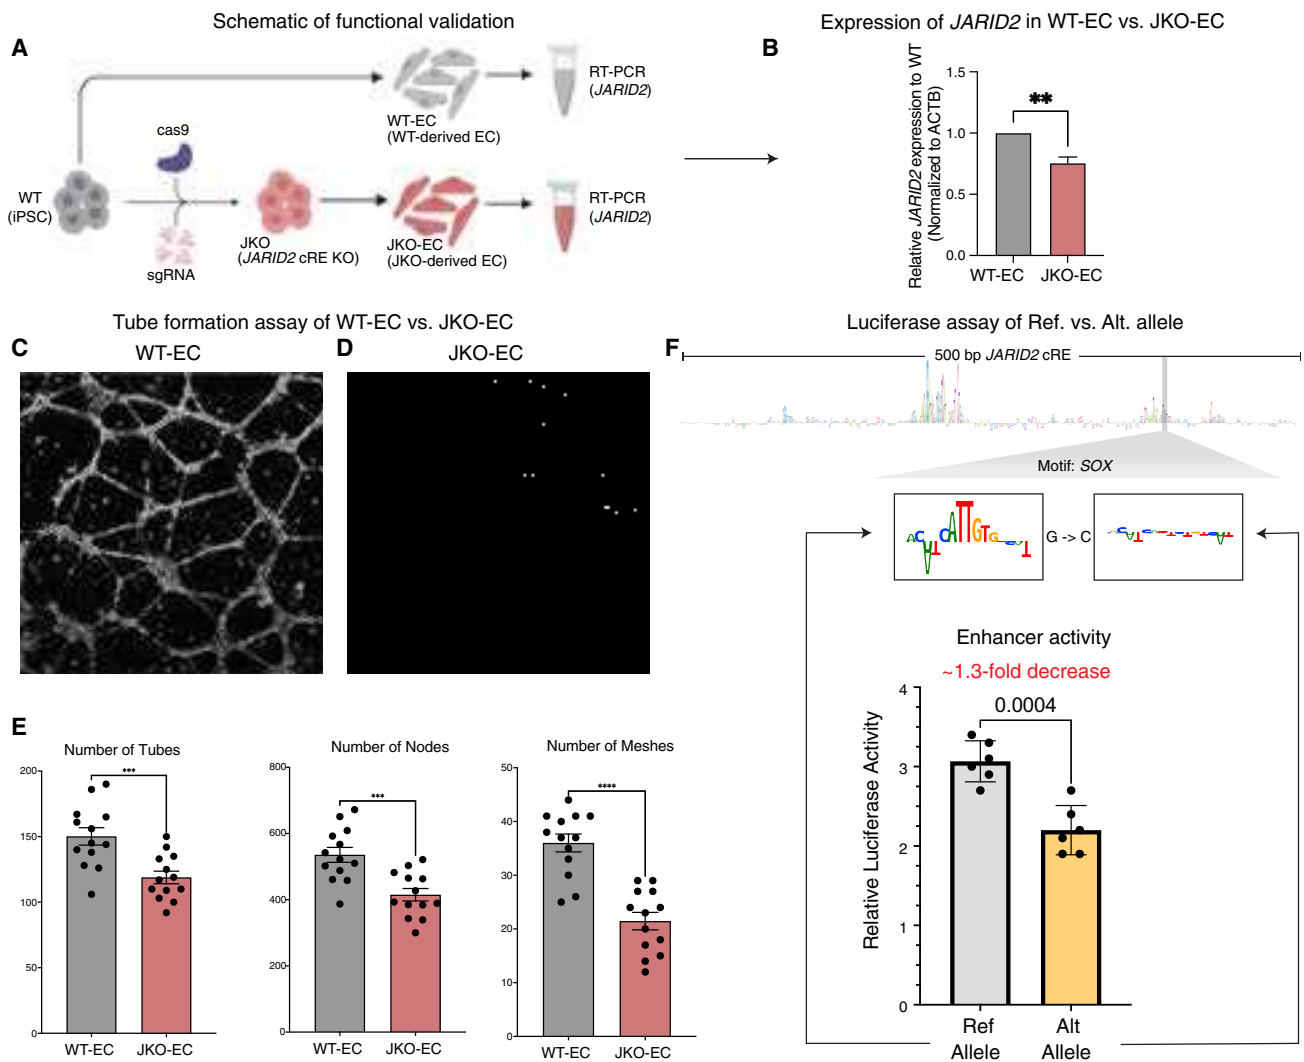 Schematic of functional validation
A
cas9
WT
(iPSC)
sgRNA
JKO
(JARID2 cRE KO)
WT-EC
(WT-derived EC)
RT-PCR
(JARID2)
JKO-EC
(JKO-derived EC)
RT-PCR
(JARID2)
Expression of JARID2 in WT-EC vs. JKO-EC
B
Relative JARID2 expression to WT
(Normalized to ACTB)
1.5
1.0
0.5
0.0
**
WT-EC
JKO-EC
Tube formation assay of WT-EC vs. JKO-EC
C
WT-EC
D
JKO-EC
E
Number of Tubes
200
150
100
50
0
***
WT-EC
JKO-EC
Number of Nodes
800
600
400
200
0
***
WT-EC
JKO-EC
Number of Meshes
50
40
30
20
10
0
****
WT-EC
JKO-EC
Luciferase assay of Ref. vs. Alt. allele
F
500 bp JARID2 cRE
Motif: SOX
G -> C
Enhancer activity
~1.3-fold decrease
0.0004
Relative Luciferase Activity
4
3
2
1
0
Ref
Allele
Alt
Allele